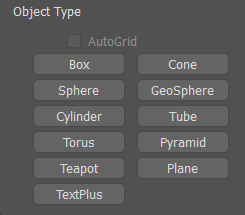 Object Type
AutoGrid
Box Cone
Sphere GeoSphere
Cylinder Tube
Torus Pyramid
Teapot Plane
TextPlus